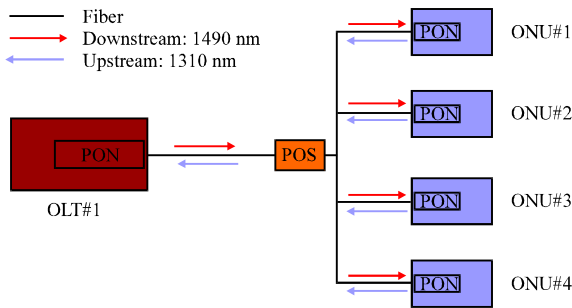 Fiber
Downstream: 1490 nm
Upstream: 1310 nm
PON
OLT#1
POS
PON
ONU#1
PON
ONU#2
PON
ONU#3
PON
ONU#4